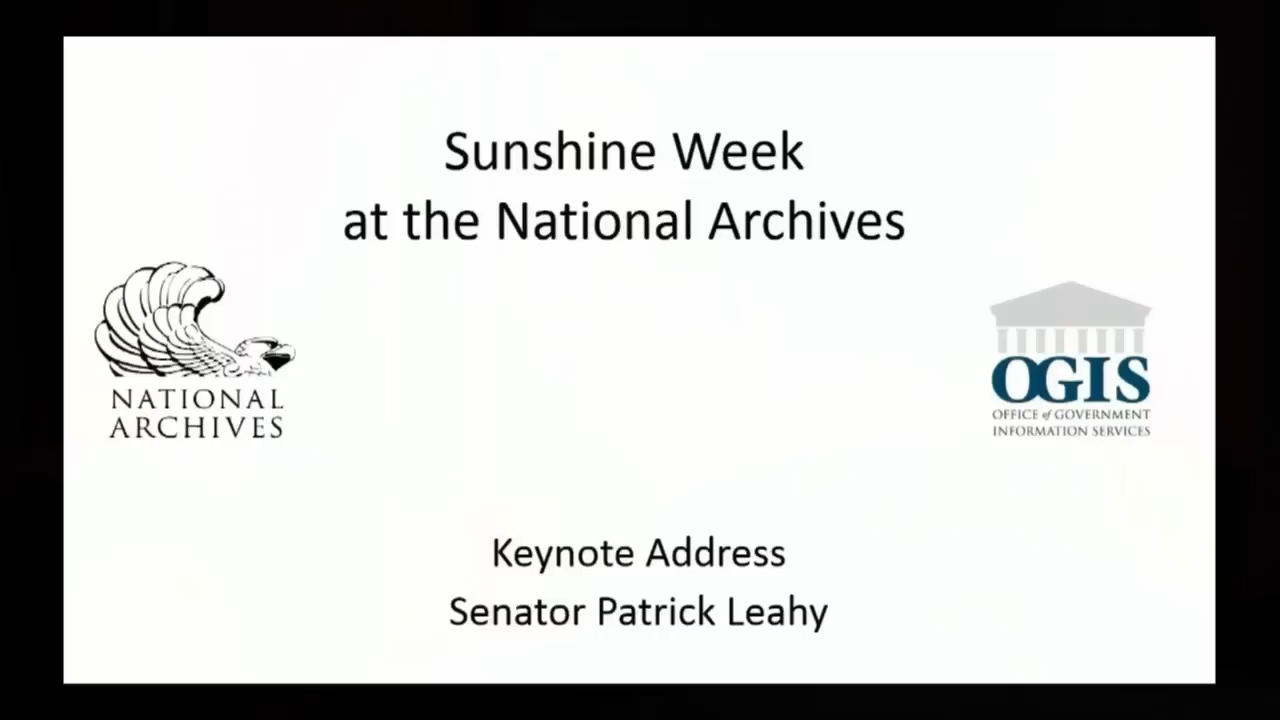 Sunshine Week
at the National Archives
NATIONAL
ARCHIVES
OGIS
OFFICE of GOVERNMENT
INFORMATION SERVICES
Keynote Address
Senator Patrick Leahy